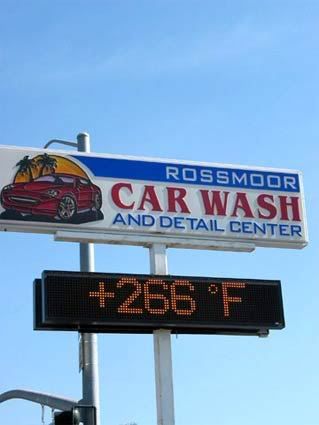 ROSSMOOR
CAR WASH
AND DETAIL CENTER
+266 °F